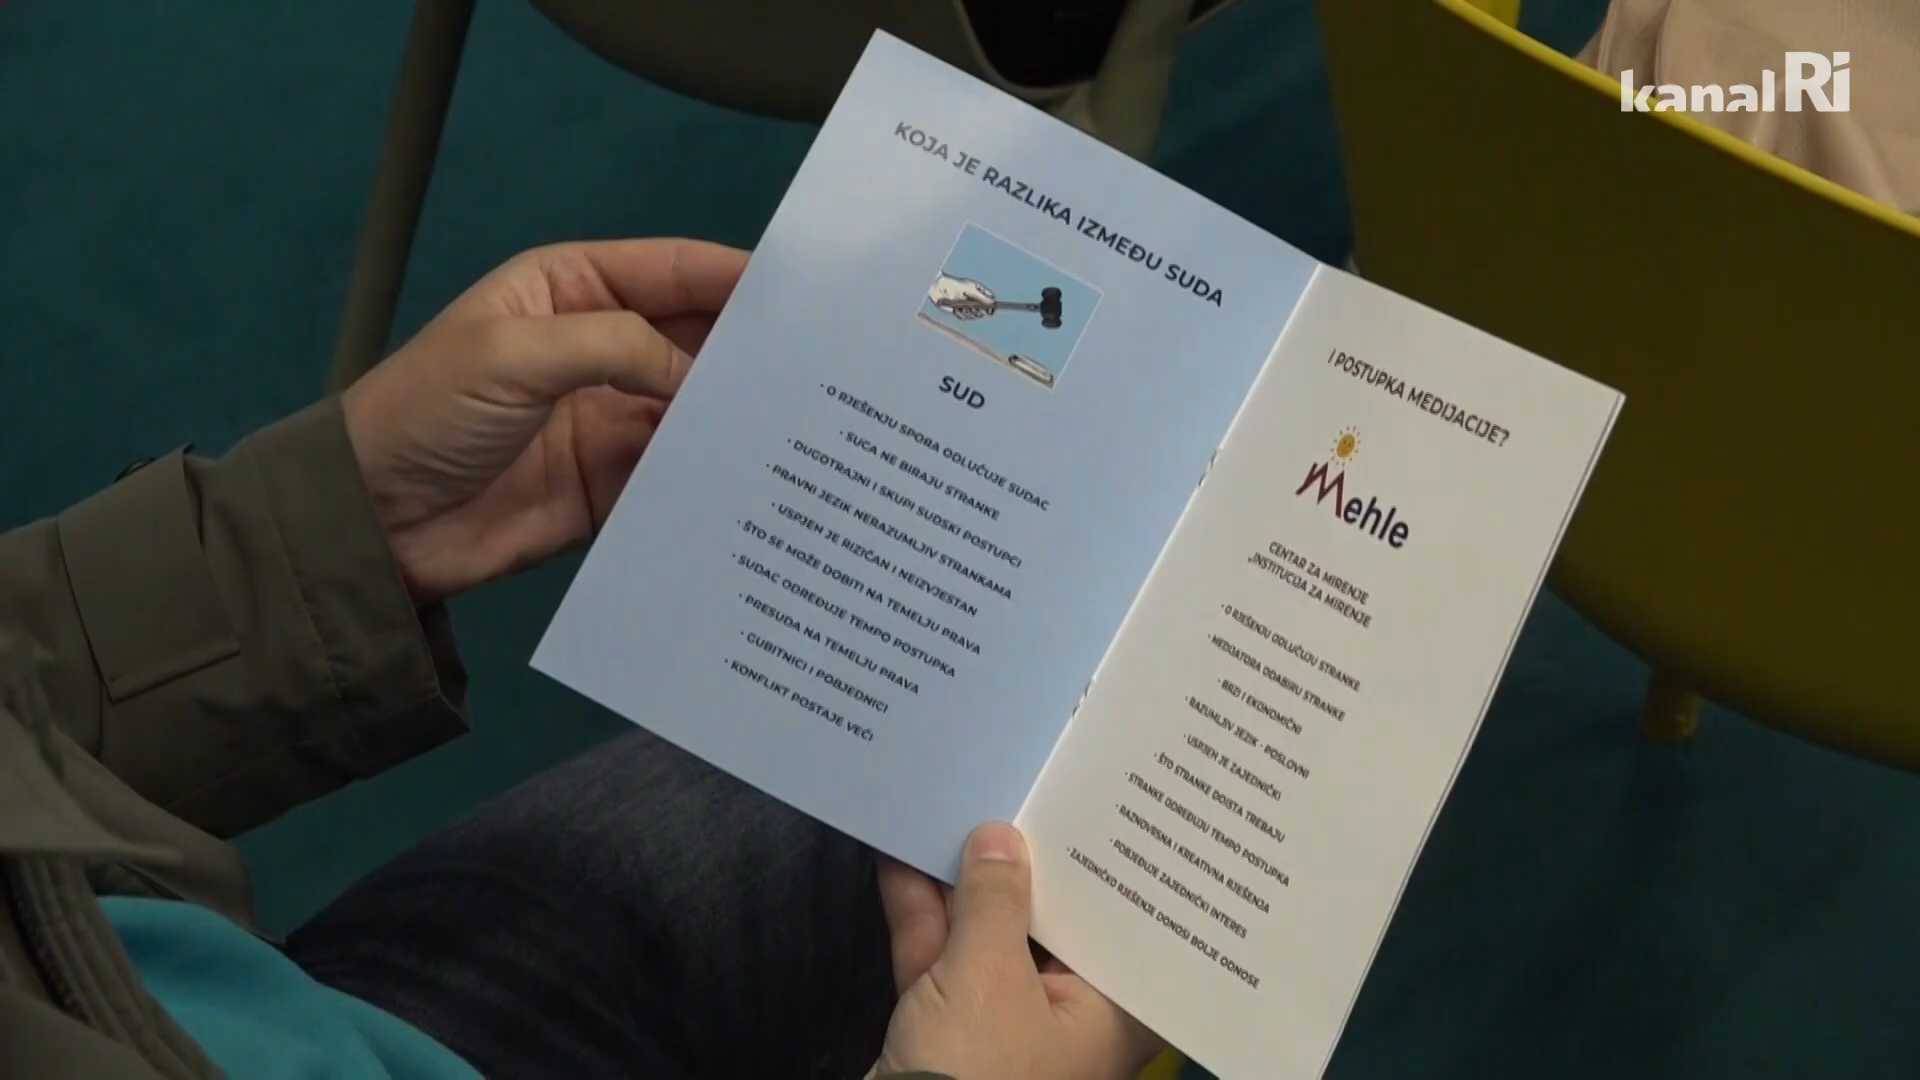 kanal Ri
KOJA JE RAZLIKA IZMEĐU SUDA
SUD
• O RJEŠENJU SPORA ODLUČUJE SUDAC
• SUCA NE BIRAJU STRANKE
• DUGOTRAJNI I SKUPI SUDSKI POSTUPCI
• PRAVNI JEZIK NERAZUMLJIV STRANKAMA
• USPJEH JE RIZIČAN I NEIZVJESTAN
• ŠTO SE MOŽE DOBITI NA TEMELJU PRAVA
• SUDAC ODREĐUJE TEMPO POSTUPKA
• PRESUDA NA TEMELJU PRAVA
• GUBITNICI I POBJEDNICI
• KONFLIKT POSTAJE VEĆI
I POSTUPKA MEDIJACIJE?
Mehle
CENTAR ZA MIRENJE
„INSTITUCIJA ZA MIRENJE
• O RJEŠENJU ODLUČUJU STRANKE
• MEDIJATORA ODABIRU STRANKE
• BRZI I EKONOMIČNI
• RAZUMLJIV JEZIK - POSLOVNI
• USPJEH JE ZAJEDNIČKI
• ŠTO STRANKE DOISTA TREBAJU
• STRANKE ODREĐUJU TEMPO POSTUPKA
• RAZNOVRSNA I KREATIVNA RJEŠENJA
• POBJEĐUJE ZAJEDNIČKI INTERES
• ZAJEDNIČKO RJEŠENJE DONOSI BOLJE ODNOSE